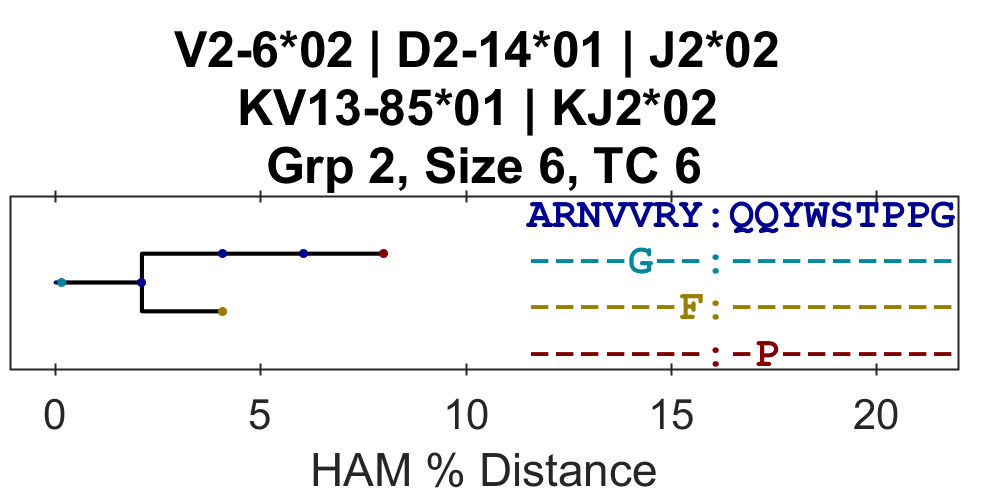 V2-6*02 | D2-14*01 | J2*02
KV13-85*01 | KJ2*02
Grp 2, Size 6, TC 6
ARNVVRY:QQYWSTPPG
----G--:---------
------F:---------
-------:-P-------
0 5 10 15 20
HAM % Distance